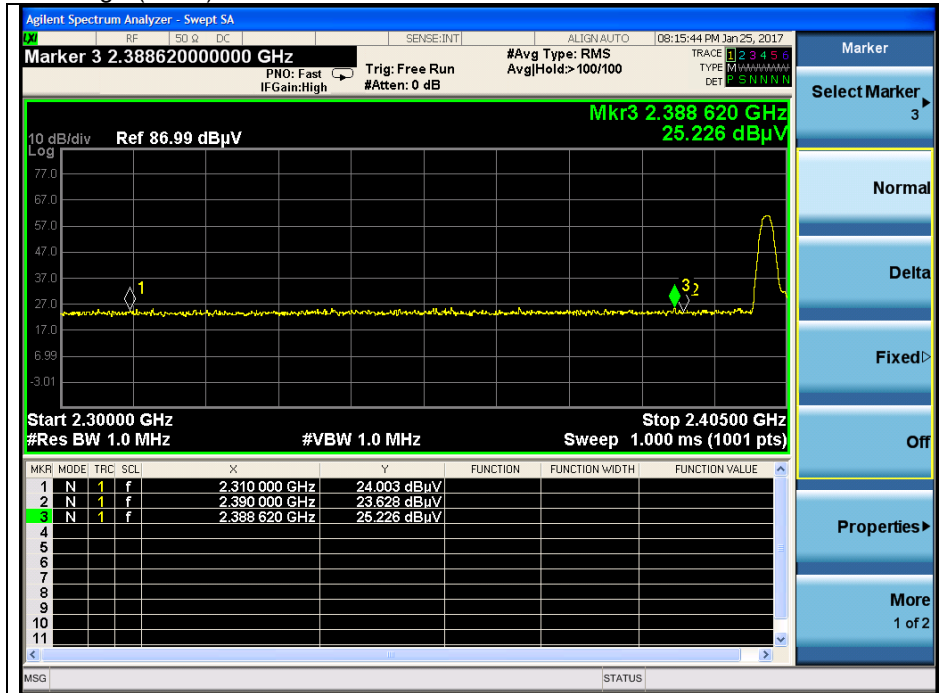 Agilent Spectrum Analyzer - Swept SA
LXI RF 50 Ω DC SENSE:INT ALIGN AUTO 08:15:44 PM Jan 25, 2017
Marker 3 2.388620000000 GHz
PNO: Fast
IFGain:High
Trig: Free Run
#Atten: 0 dB
#Avg Type: RMS
Avg|Hold:>100/100
TRACE 1 2 3 4 5 6
TYPE M W W W W W
DET P S N N N N
Mkr3 2.388 620 GHz
25.226 dBµV
10 dB/div Ref 86.99 dBµV
Log
77.0
67.0
57.0
47.0
37.0
27.0
17.0
6.99
-3.01
1
3
2
Start 2.30000 GHz Stop 2.40500 GHz
#Res BW 1.0 MHz #VBW 1.0 MHz Sweep 1.000 ms (1001 pts)
MKR MODE TRC SCL X Y FUNCTION FUNCTION WIDTH FUNCTION VALUE
1 N 1 f 2.310 000 GHz 24.003 dBµV
2 N 1 f 2.390 000 GHz 23.628 dBµV
3 N 1 f 2.388 620 GHz 25.226 dBµV
4
5
6
7
8
9
10
11
MSG STATUS
Marker
Select Marker
3
Normal
Delta
Fixed
Off
Properties
More
1 of 2